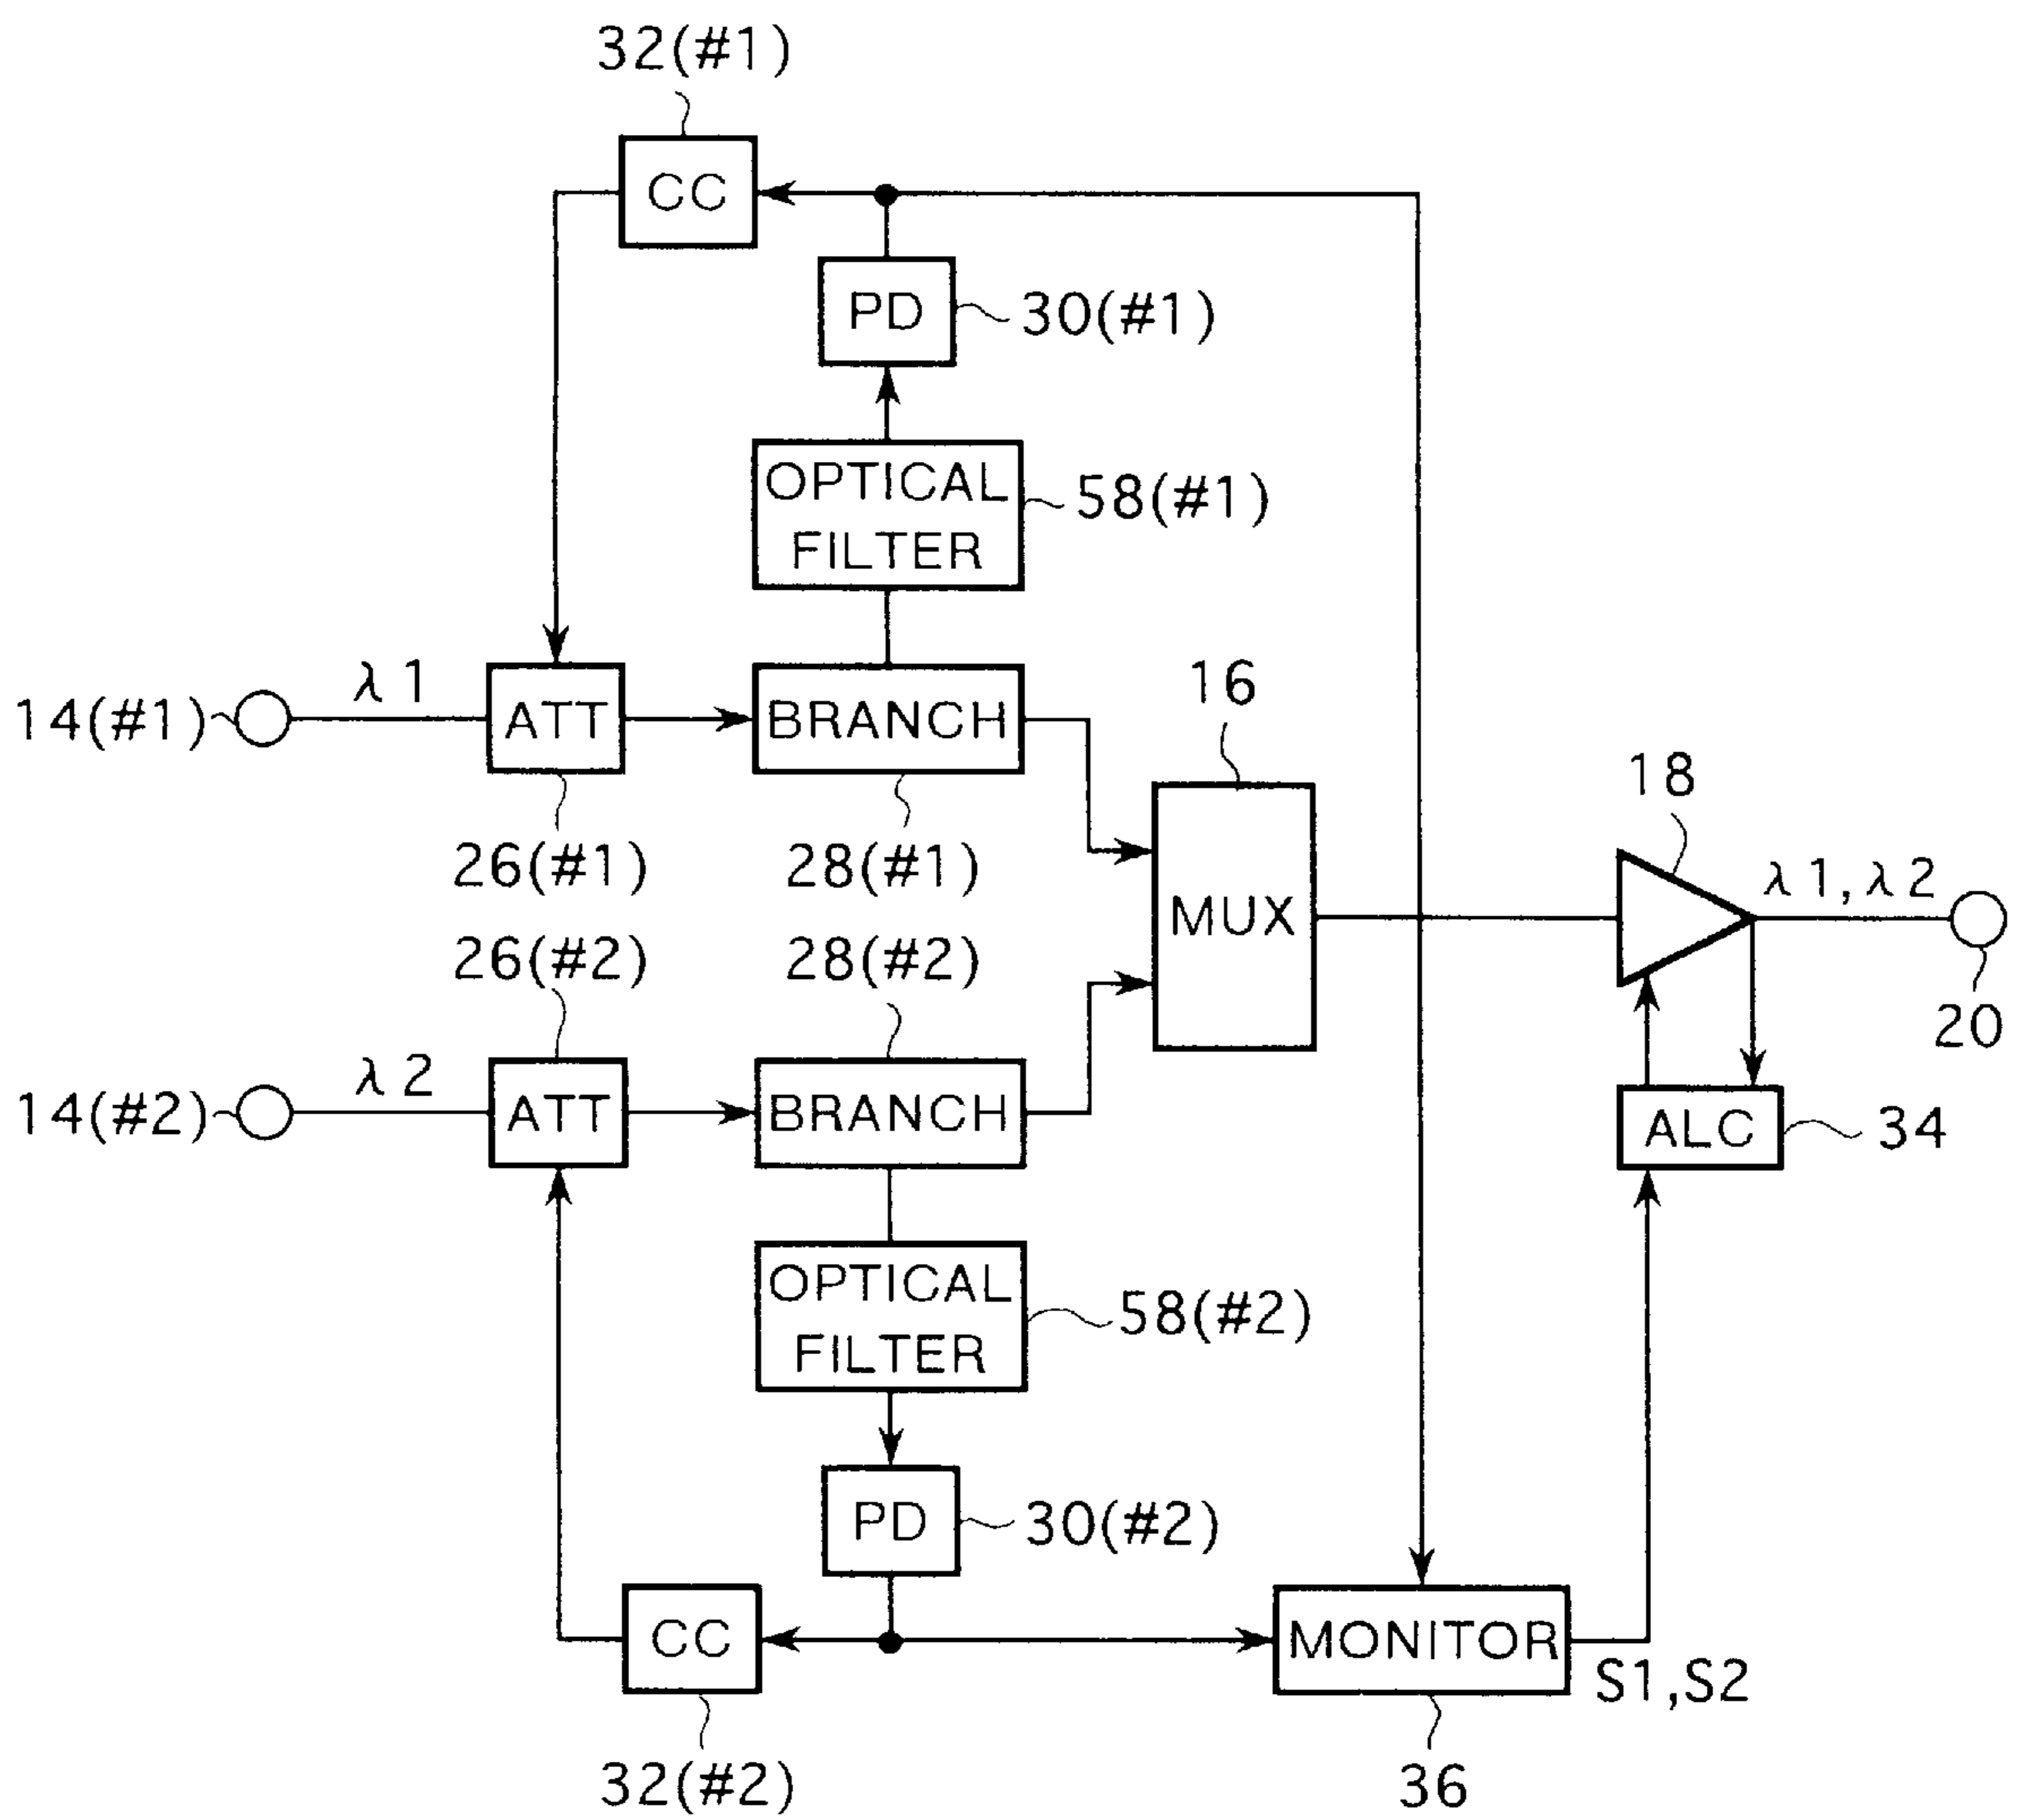 32(#1)
CC
PD
30(#1)
OPTICAL
FILTER
58(#1)
λ1
14(#1)
ATT
BRANCH
16
18
26(#1)
28(#1)
λ1,λ2
MUX
26(#2)
28(#2)
20
λ2
14(#2)
ATT
BRANCH
ALC
34
OPTICAL
FILTER
58(#2)
PD
30(#2)
CC
MONITOR
S1,S2
32(#2)
36